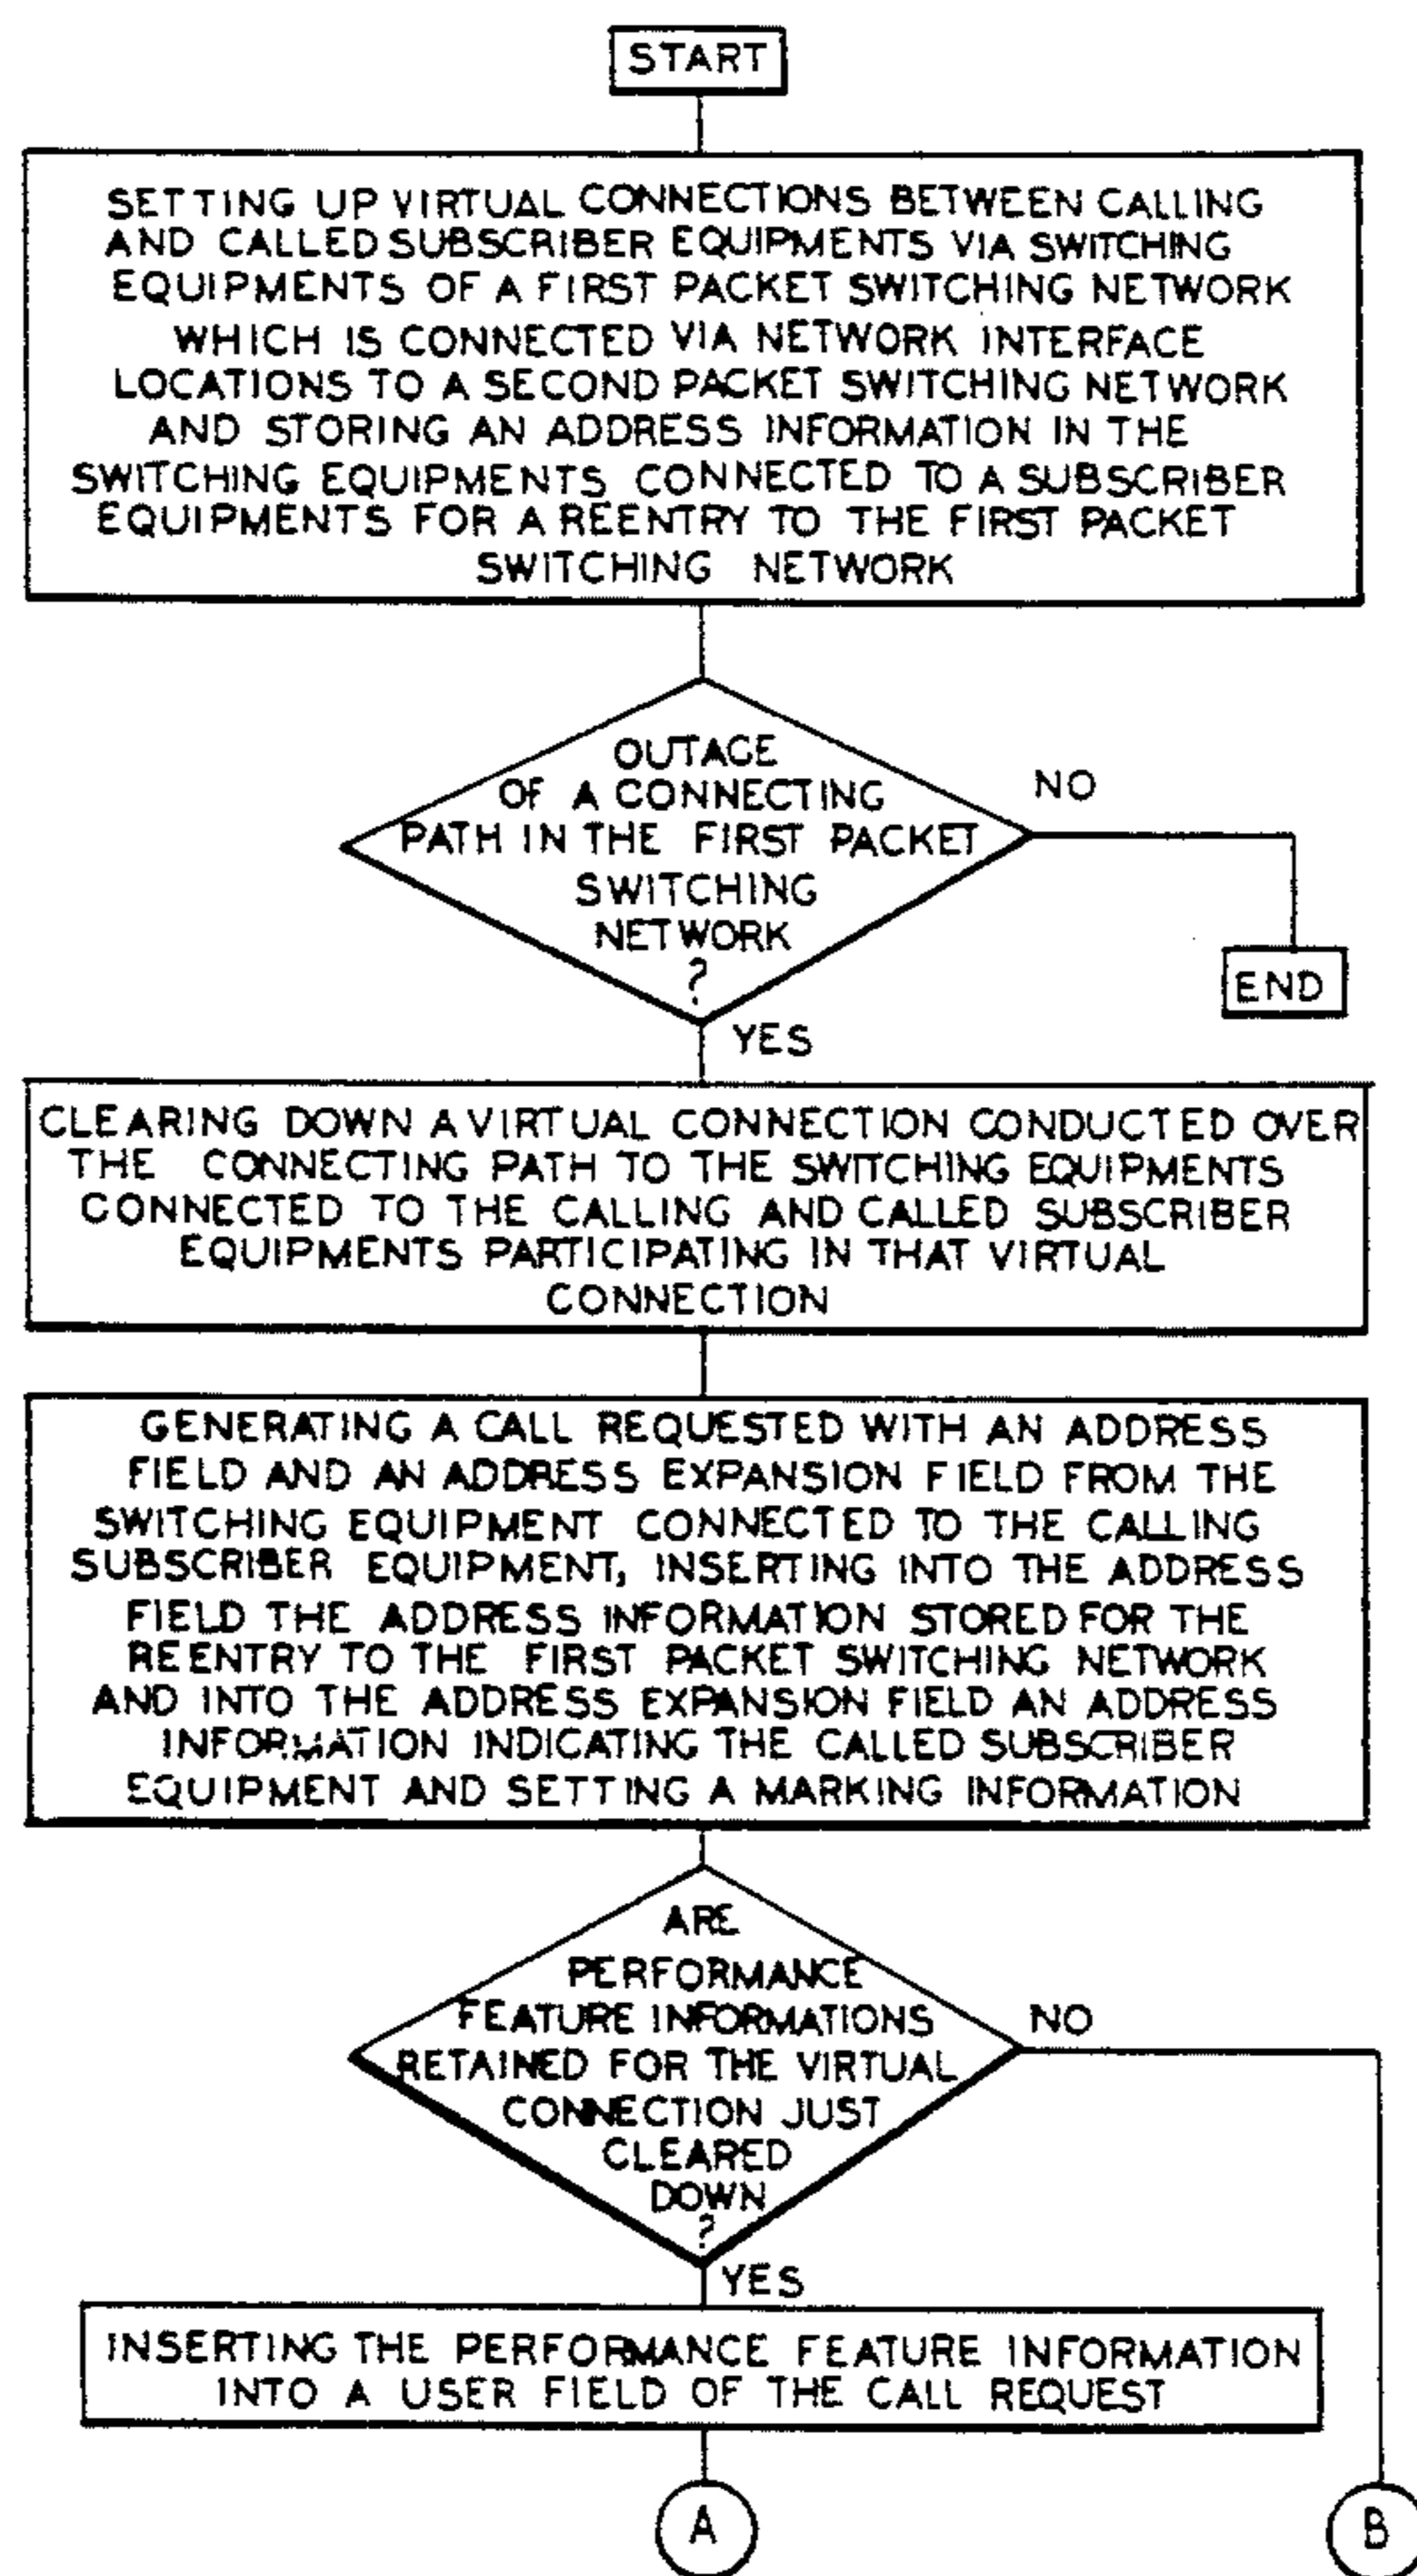 START
SETTING UP VIRTUAL CONNECTIONS BETWEEN CALLING
AND CALLED SUBSCRIBER EQUIPMENTS VIA SWITCHING
EQUIPMENTS OF A FIRST PACKET SWITCHING NETWORK
WHICH IS CONNECTED VIA NETWORK INTERFACE
LOCATIONS TO A SECOND PACKET SWITCHING NETWORK
AND STORING AN ADDRESS INFORMATION IN THE
SWITCHING EQUIPMENTS CONNECTED TO A SUBSCRIBER
EQUIPMENTS FOR A REENTRY TO THE FIRST PACKET
SWITCHING NETWORK
OUTAGE
OF A CONNECTING
PATH IN THE FIRST PACKET
SWITCHING
NETWORK
?
NO
END
YES
CLEARING DOWN A VIRTUAL CONNECTION CONDUCTED OVER
THE CONNECTING PATH TO THE SWITCHING EQUIPMENTS
CONNECTED TO THE CALLING AND CALLED SUBSCRIBER
EQUIPMENTS PARTICIPATING IN THAT VIRTUAL
CONNECTION
GENERATING A CALL REQUESTED WITH AN ADDRESS
FIELD AND AN ADDRESS EXPANSION FIELD FROM THE
SWITCHING EQUIPMENT CONNECTED TO THE CALLING
SUBSCRIBER EQUIPMENT, INSERTING INTO THE ADDRESS
FIELD THE ADDRESS INFORMATION STORED FOR THE
REENTRY TO THE FIRST PACKET SWITCHING NETWORK
AND INTO THE ADDRESS EXPANSION FIELD AN ADDRESS
INFORMATION INDICATING THE CALLED SUBSCRIBER
EQUIPMENT AND SETTING A MARKING INFORMATION
ARE
PERFORMANCE
FEATURE INFORMATIONS
RETAINED FOR THE VIRTUAL
CONNECTION JUST
CLEARED
DOWN
?
NO
YES
INSERTING THE PERFORMANCE FEATURE INFORMATION
INTO A USER FIELD OF THE CALL REQUEST
A
B